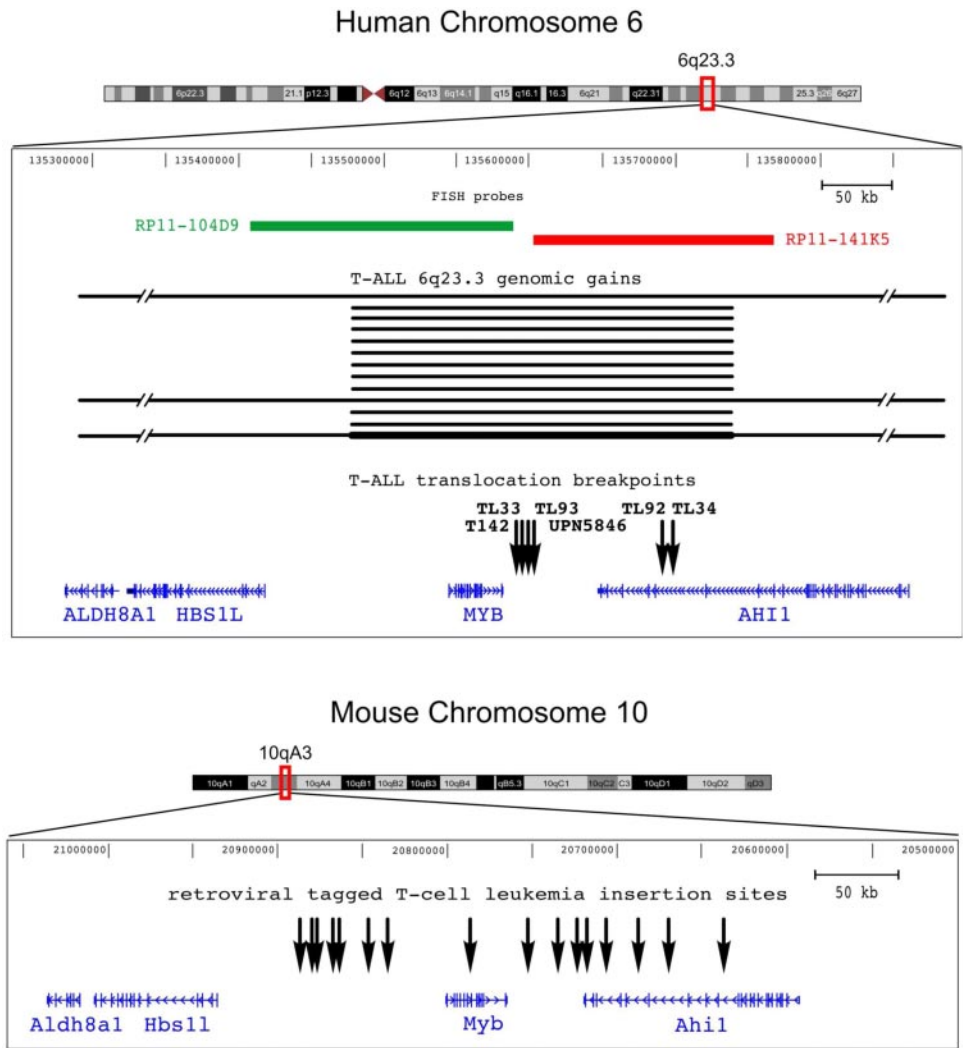 Human Chromosome 6
6q23.3
6p22.3 21.1 p12.3 6q12 6q13 6q14.1 q15 q16.1 16.3 6q21 q22.31 25.3 q26 6q27
135300000 135400000 135500000 135600000 135700000 135800000
50 kb
FISH probes
RP11-104D9
RP11-141K5
T-ALL 6q23.3 genomic gains
T-ALL translocation breakpoints
TL33 TL93 TL92 TL34
T142 UPN5846
ALDH8A1 HBS1L MYB AHI1
Mouse Chromosome 10
10qA3
10qA1 qA2 10qA4 10qB1 10qB2 10qB3 10qB4 qB5.3 10qC1 10qC2 C3 10qD1 10qD2 qD3
21000000 20900000 20800000 20700000 20600000 20500000
50 kb
retroviral tagged T-cell leukemia insertion sites
Aldh8a1 Hbs1l Myb Ahi1